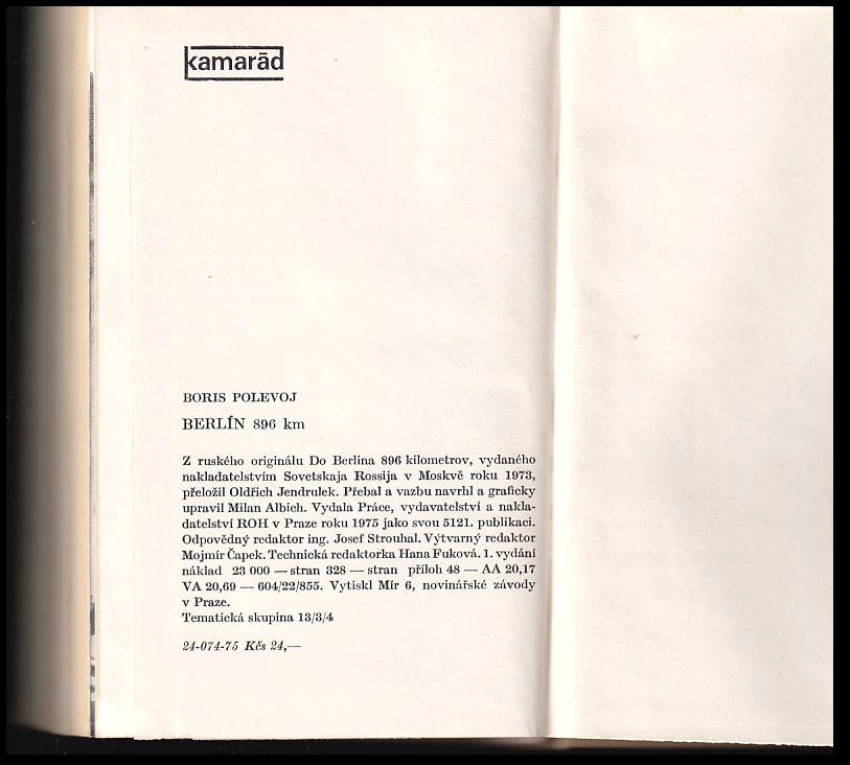 kamarād
BORIS POLEVOJ
BERLÍN 896 km
Z ruského originálu Do Berlina 896 kilometrov, vydaného
nakladatelstvím Sovetskaja Rossija v Moskvě roku 1973,
přeložil Oldřich Jendrulek. Přebal a vazbu navrhl a graficky
upravil Milan Albich. Vydala Práce, vydavatelství a nakla-
datelství ROH v Praze roku 1975 jako svou 5121. publikaci.
Odpovědný redaktor ing. Josef Strouhal. Výtvarný redaktor
Mojmír Čapek. Technická redaktorka Hana Fuková. 1. vydání
náklad 23 000 — stran 328 — stran příloh 48 — AA 20,17
VA 20,69 — 604/22/855. Vytiskl Mír 6, novinářské závody
v Praze.
Tematická skupina 13/3/4
24-074-75 Kčs 24,—